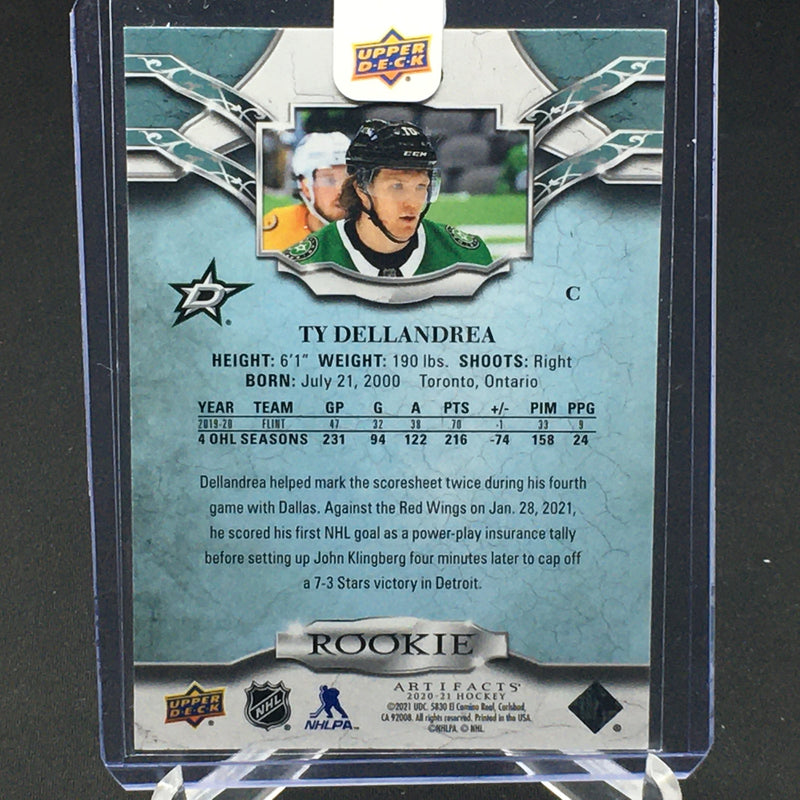 UPPER
D·E·C·K
10
CCM
D
C
TY DELLANDREA
HEIGHT: 6'1" WEIGHT: 190 lbs. SHOOTS: Right
BORN: July 21, 2000 Toronto, Ontario
YEAR TEAM GP G A PTS +/- PIM PPG
2019-20 FLINT 47 32 38 70 -1 33 9
4 OHL SEASONS 231 94 122 216 -74 158 24
Dellandrea helped mark the scoresheet twice during his fourth
game with Dallas. Against the Red Wings on Jan. 28, 2021,
he scored his first NHL goal as a power-play insurance tally
before setting up John Klingberg four minutes later to cap off
a 7-3 Stars victory in Detroit.
ROOKIE
UPPER
D·E·C·K
NHL
NHLPA
ARTIFACTS
2020-21 HOCKEY
©2021 UDC. 5830 El Camino Real, Carlsbad,
CA 92008. All rights reserved. Printed in the USA.
©NHLPA. © NHL.